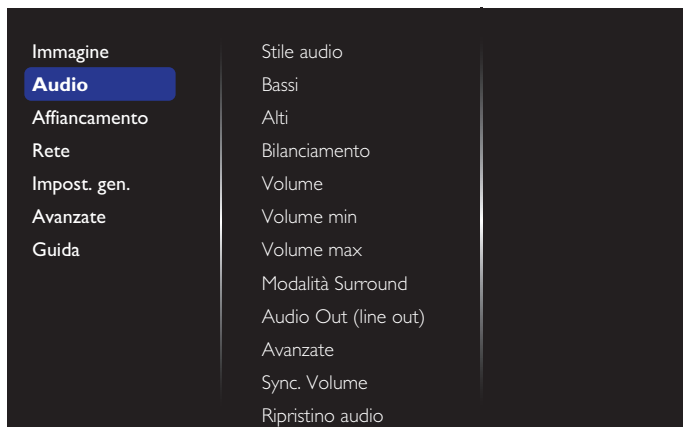 Immagine
Audio
Affiancamento
Rete
Impost. gen.
Avanzate
Guida
Stile audio
Bassi
Alti
Bilanciamento
Volume
Volume min
Volume max
Modalità Surround
Audio Out (line out)
Avanzate
Sync. Volume
Ripristino audio